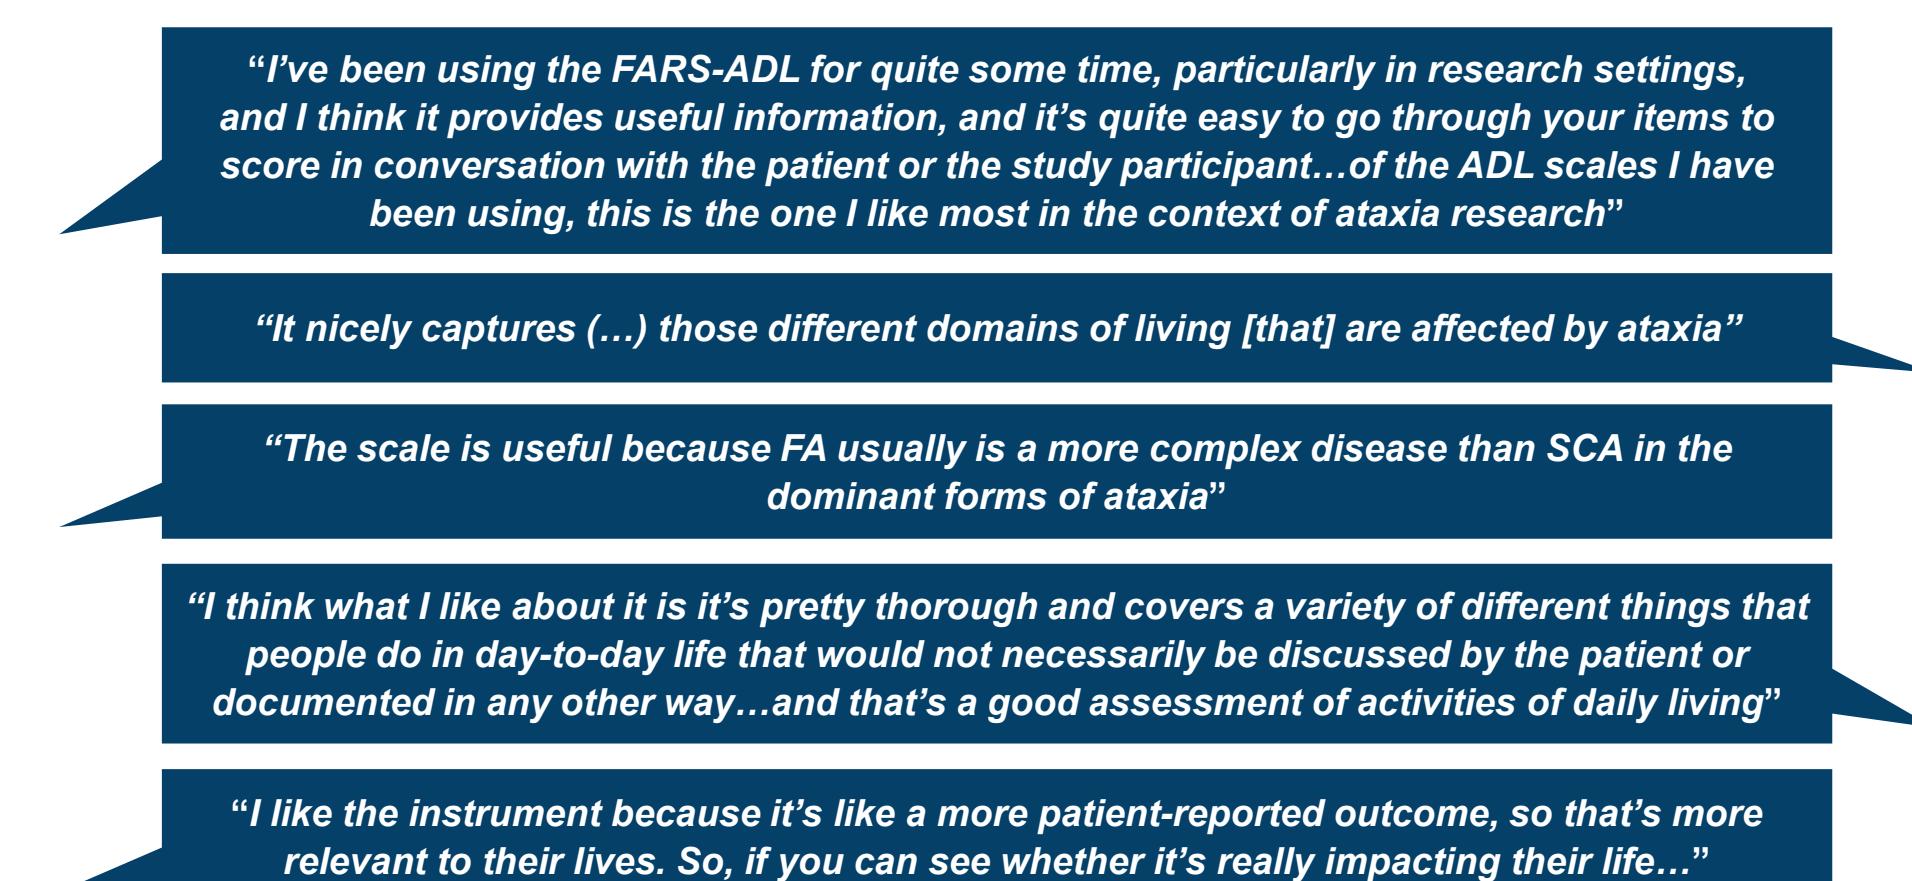 “I’ve been using the FARS-ADL for quite some time, particularly in research settings,
and I think it provides useful information, and it’s quite easy to go through your items to
score in conversation with the patient or the study participant…of the ADL scales I have
been using, this is the one I like most in the context of ataxia research”
“It nicely captures (…) those different domains of living [that] are affected by ataxia”
“The scale is useful because FA usually is a more complex disease than SCA in the
dominant forms of ataxia”
“I think what I like about it is it’s pretty thorough and covers a variety of different things that
people do in day-to-day life that would not necessarily be discussed by the patient or
documented in any other way…and that’s a good assessment of activities of daily living”
“I like the instrument because it’s like a more patient-reported outcome, so that’s more
relevant to their lives. So, if you can see whether it’s really impacting their life…”